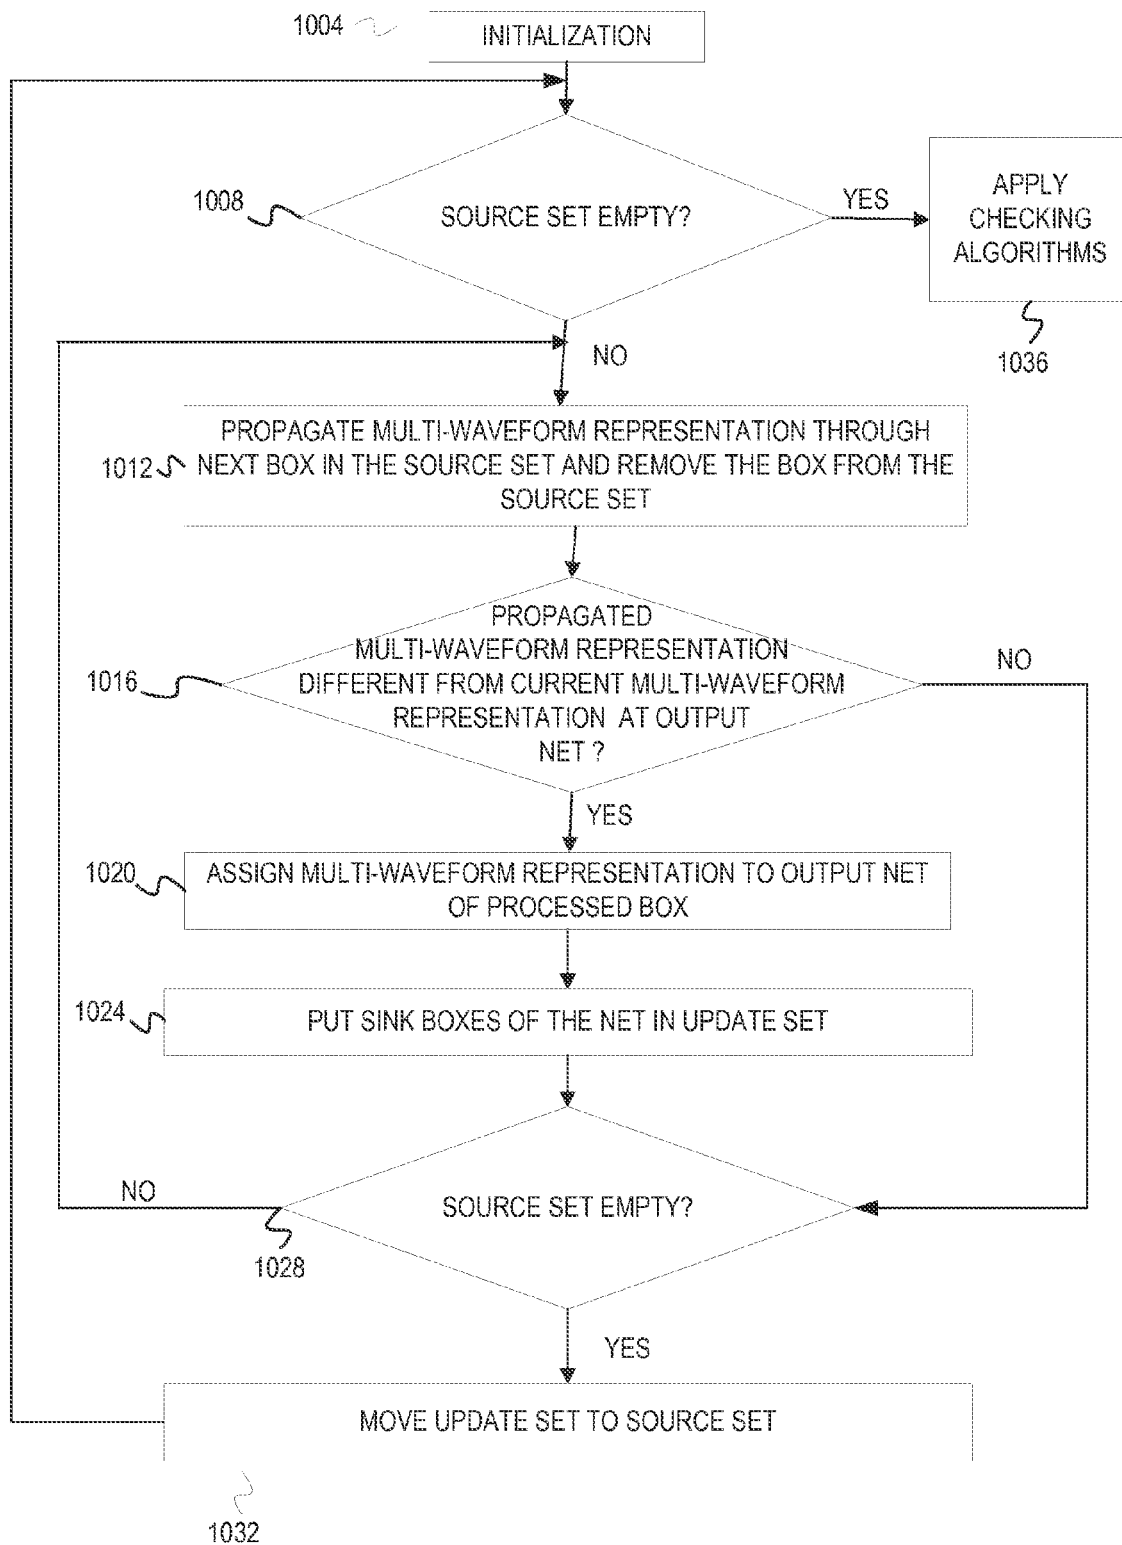 1004
INITIALIZATION
1008
SOURCE SET EMPTY?
YES
APPLY
CHECKING
ALGORITHMS
1036
NO
PROPAGATE MULTI-WAVEFORM REPRESENTATION THROUGH
1012
NEXT BOX IN THE SOURCE SET AND REMOVE THE BOX FROM THE
SOURCE SET
PROPAGATED
MULTI-WAVEFORM REPRESENTATION
1016
DIFFERENT FROM CURRENT MULTI-WAVEFORM
REPRESENTATION AT OUTPUT
NET ?
NO
YES
1020
ASSIGN MULTI-WAVEFORM REPRESENTATION TO OUTPUT NET
OF PROCESSED BOX
1024
PUT SINK BOXES OF THE NET IN UPDATE SET
NO
SOURCE SET EMPTY?
1028
YES
MOVE UPDATE SET TO SOURCE SET
1032